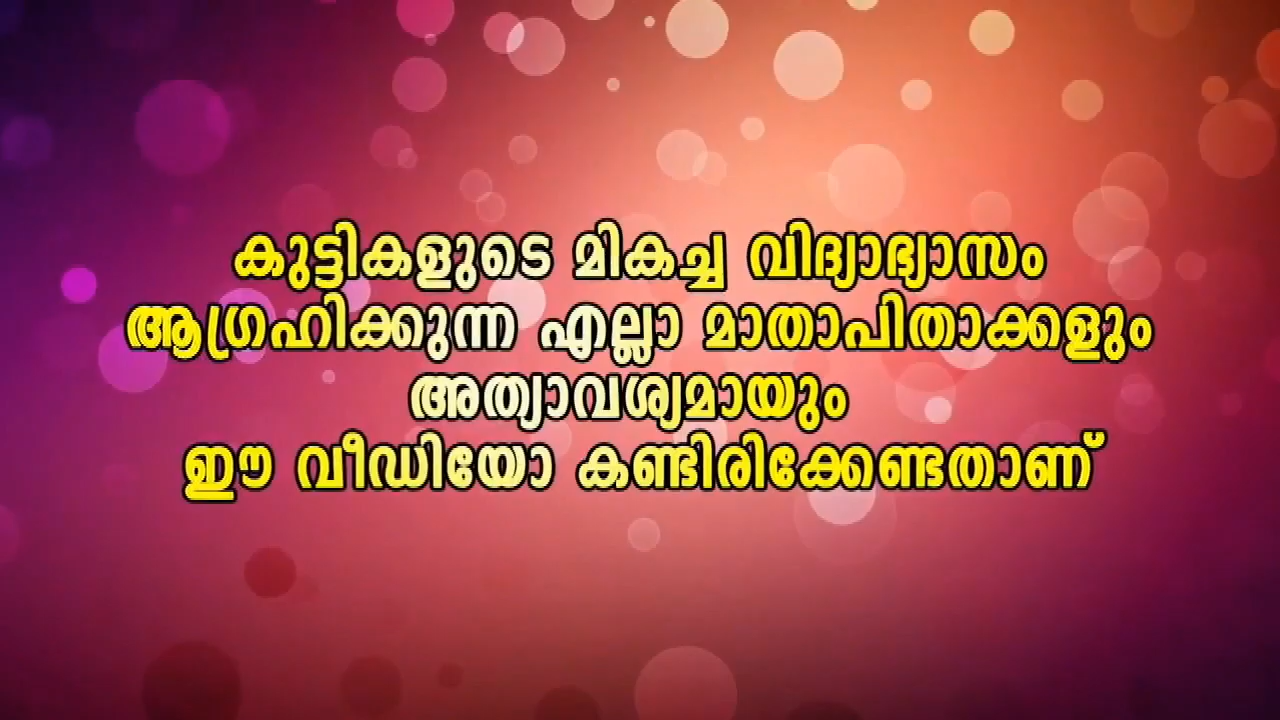 കുട്ടികളുടെ മികച്ച വിദ്യാഭ്യാസം
ആഗ്രഹിക്കുന്ന എല്ലാ മാതാപിതാക്കളും
അത്യാവശ്യമായും
ഈ വീഡിയോ കണ്ടിരിക്കേണ്ടതാണ്